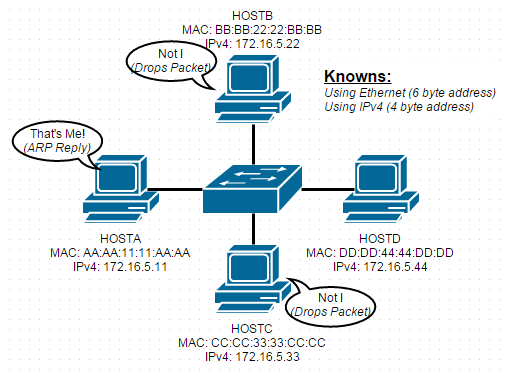 HOSTB
MAC: BB:BB:22:22:BB:BB
IPv4: 172.16.5.22
Not I
(Drops Packet)
Knowns:
Using Ethernet (6 byte address)
Using IPv4 (4 byte address)
That's Me!
(ARP Reply)
HOSTA
MAC: AA:AA:11:11:AA:AA
IPv4: 172.16.5.11
HOSTD
MAC: DD:DD:44:44:DD:DD
IPv4: 172.16.5.44
Not I
(Drops Packet)
HOSTC
MAC: CC:CC:33:33:CC:CC
IPv4: 172.16.5.33